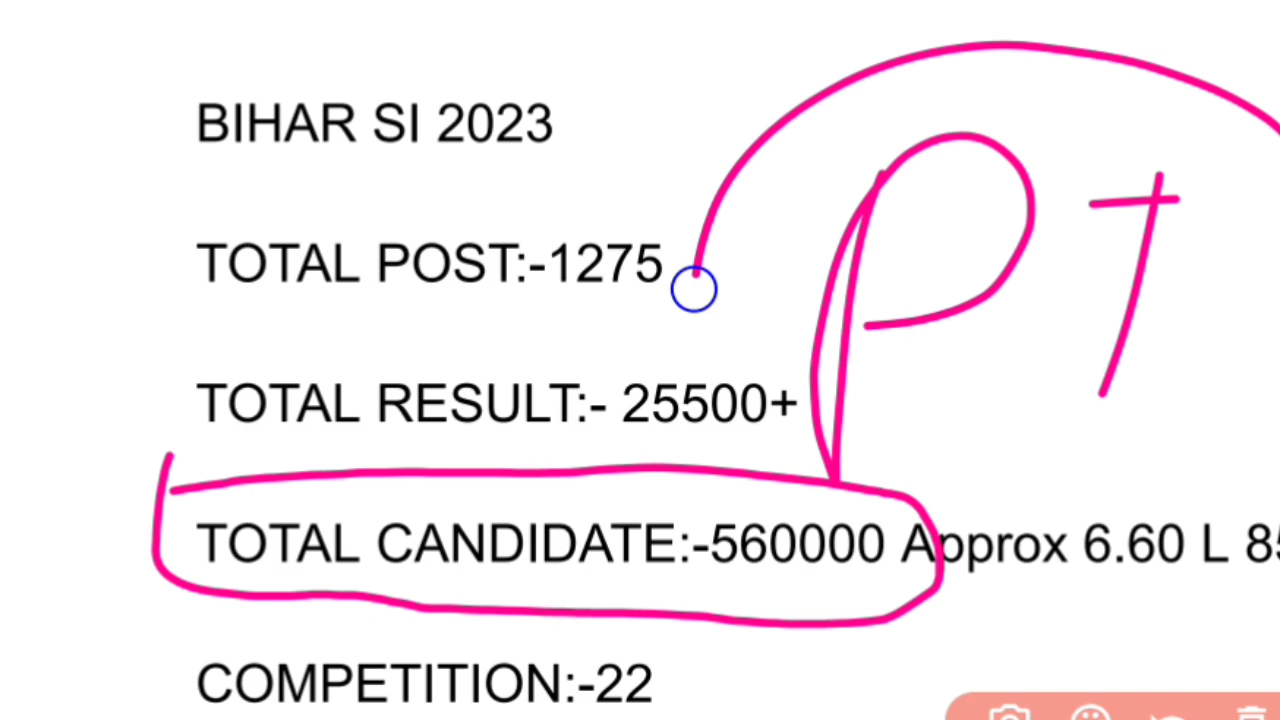 BIHAR SI 2023
PT
TOTAL POST:-1275
TOTAL RESULT:- 25500+
TOTAL CANDIDATE:-560000 Approx 6.60 L
COMPETITION:-22